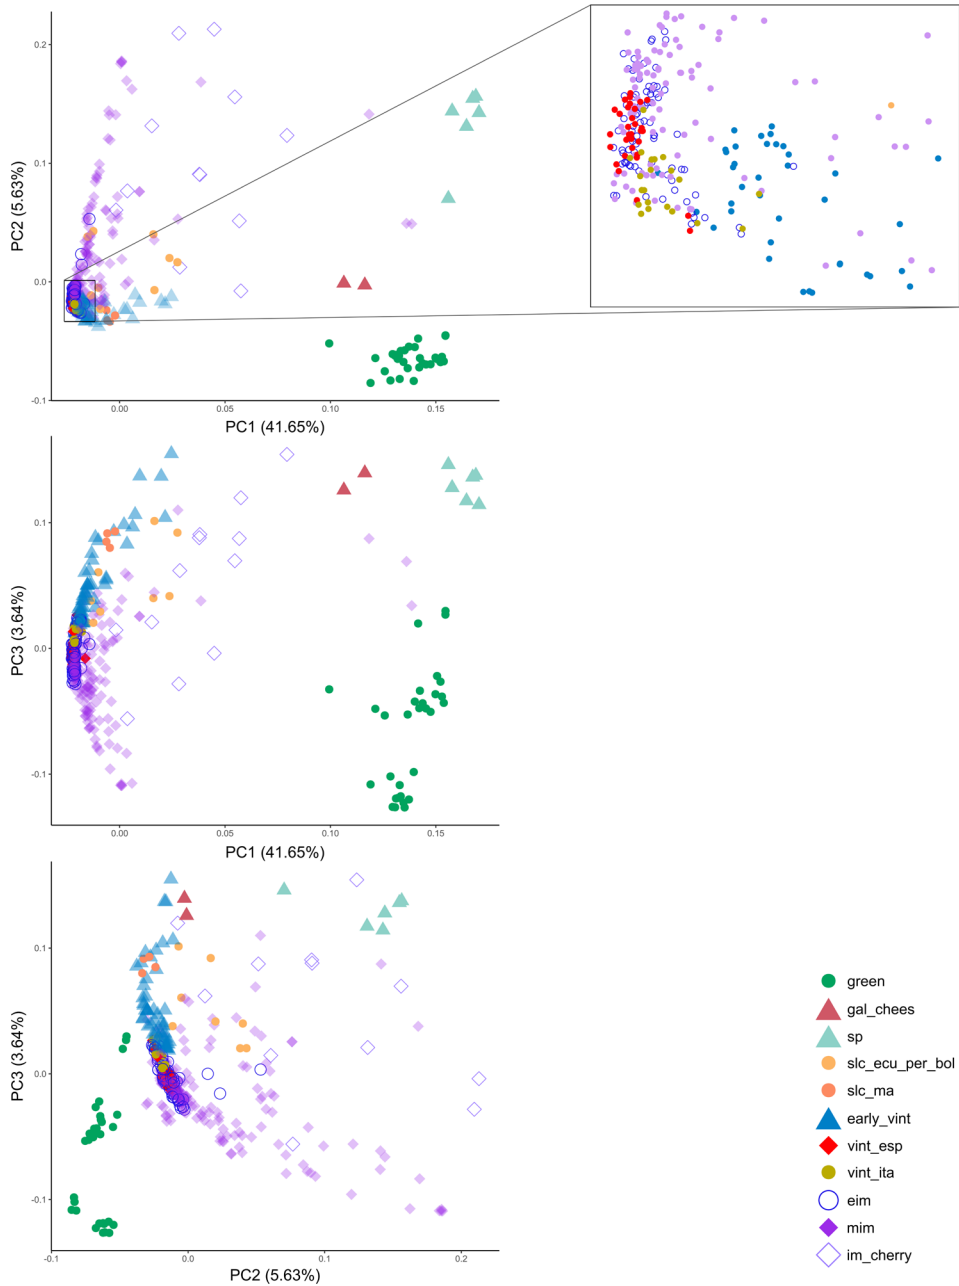 0.2
0.1
0.0
-0.1
PC2 (5.63%)
0.00
0.05
0.10
0.15
PC1 (41.65%)
0.1
0.0
-0.1
PC3 (3.64%)
0.00
0.05
0.10
0.15
PC1 (41.65%)
0.1
0.0
-0.1
PC3 (3.64%)
-0.1
0.0
0.1
0.2
PC2 (5.63%)
green
gal_chees
sp
slc_ecu_per_bol
slc_ma
early_vint
vint_esp
vint_ita
eim
mim
im_cherry